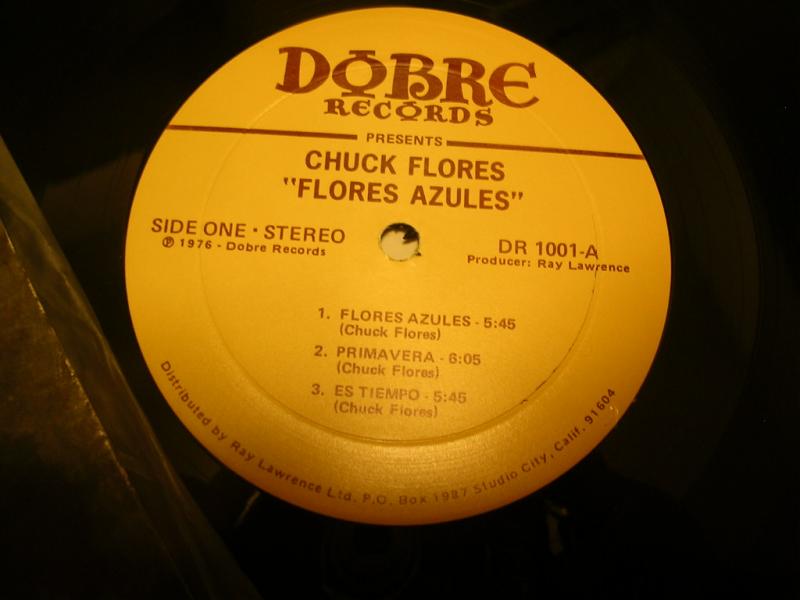 DOBRE
RECORDS
PRESENTS
CHUCK FLORES
"FLORES AZULES"
SIDE ONE • STEREO
℗ 1976 - Dobre Records
DR 1001-A
Producer: Ray Lawrence
1. FLORES AZULES - 5:45
(Chuck Flores)
2. PRIMAVERA - 6:05
(Chuck Flores)
3. ES TIEMPO - 5:45
(Chuck Flores)
Distributed by Ray Lawrence Ltd. P.O. Box 1987 Studio City, Calif. 91604